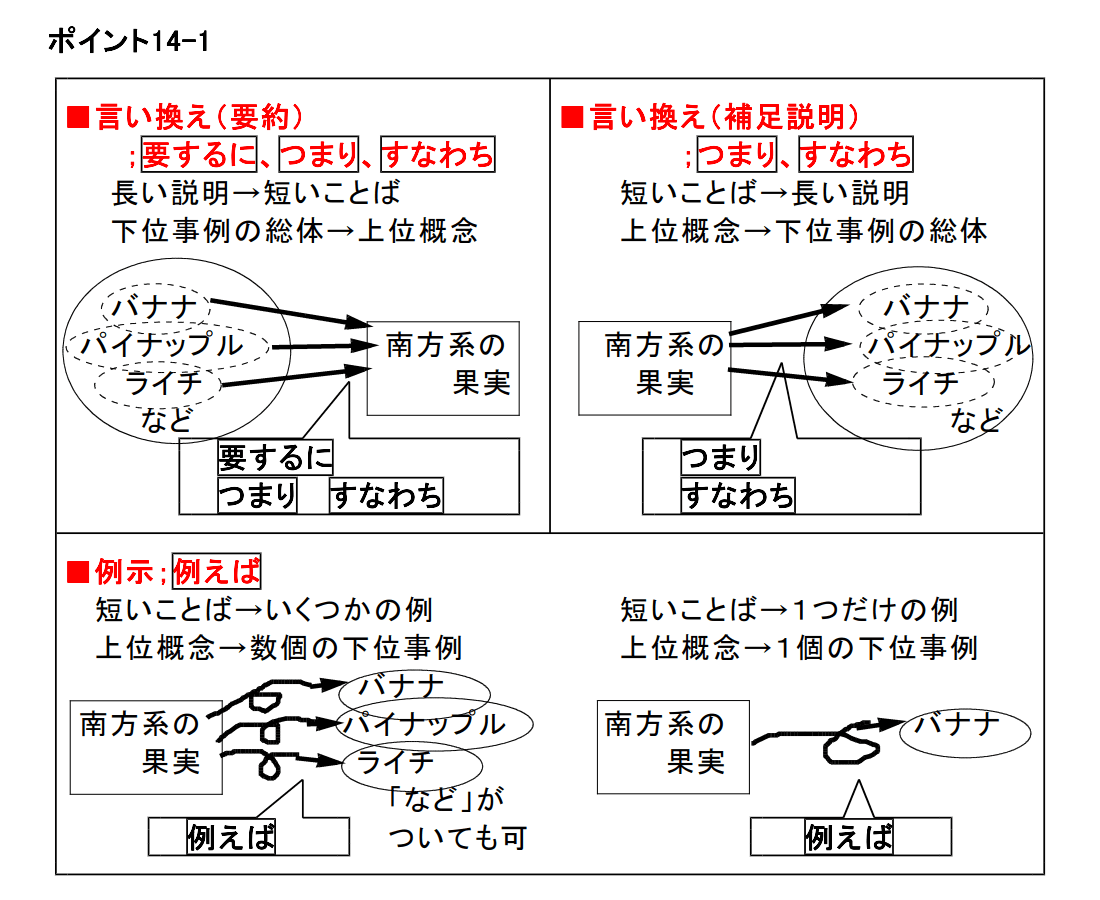 ポイント14-1
■言い換え（要約）
；要するに、つまり、すなわち
長い説明→短いことば
下位事例の総体→上位概念
バナナ
パイナップル
ライチ
など
南方系の
果実
要するに
つまり すなわち
■言い換え（補足説明）
；つまり、すなわち
短いことば→長い説明
上位概念→下位事例の総体
南方系の
果実
バナナ
パイナップル
ライチ
など
つまり
すなわち
■例示；例えば
短いことば→いくつかの例
上位概念→数個の下位事例
南方系の
果実
バナナ
パイナップル
ライチ
「など」が
ついても可
例えば
短いことば→１つだけの例
上位概念→１個の下位事例
南方系の
果実
バナナ
例えば